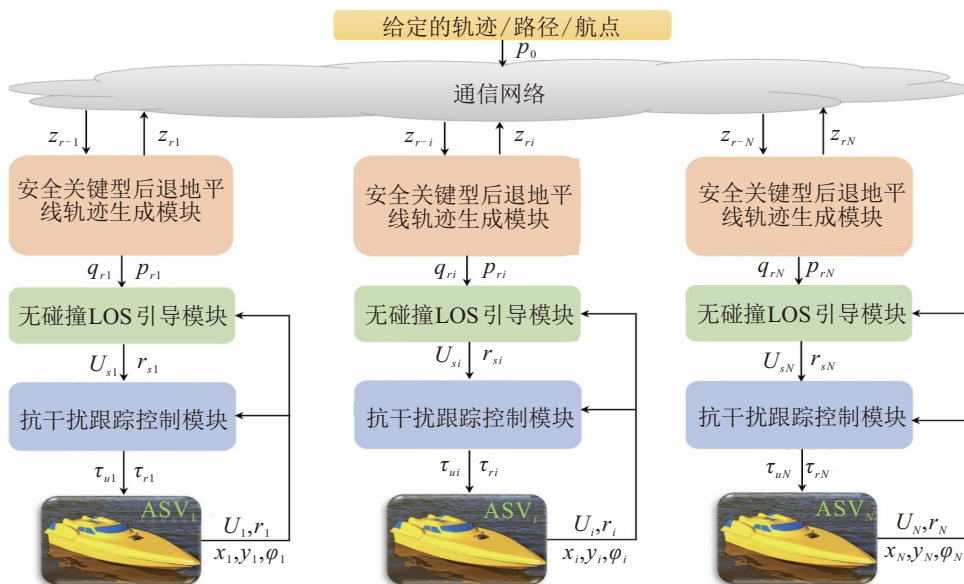 给定的轨迹/路径/航点
p0
通信网络
zr-1 zr1 zr-i zri zr-N zrN
安全关键型后退地平
线轨迹生成模块
安全关键型后退地平
线轨迹生成模块
安全关键型后退地平
线轨迹生成模块
qr1 pr1 qri pri qrN prN
无碰撞LOS引导模块 无碰撞LOS引导模块 无碰撞LOS引导模块
Us1 rs1 Usi rsi UsN rsN
抗干扰跟踪控制模块 抗干扰跟踪控制模块 抗干扰跟踪控制模块
τu1 τr1 τui τri τuN τrN
ASV1 ASVi ASVN
U1,r1 Ui,ri UN,rN
x1,y1,φ1 xi,yi,φi xN,yN,φN